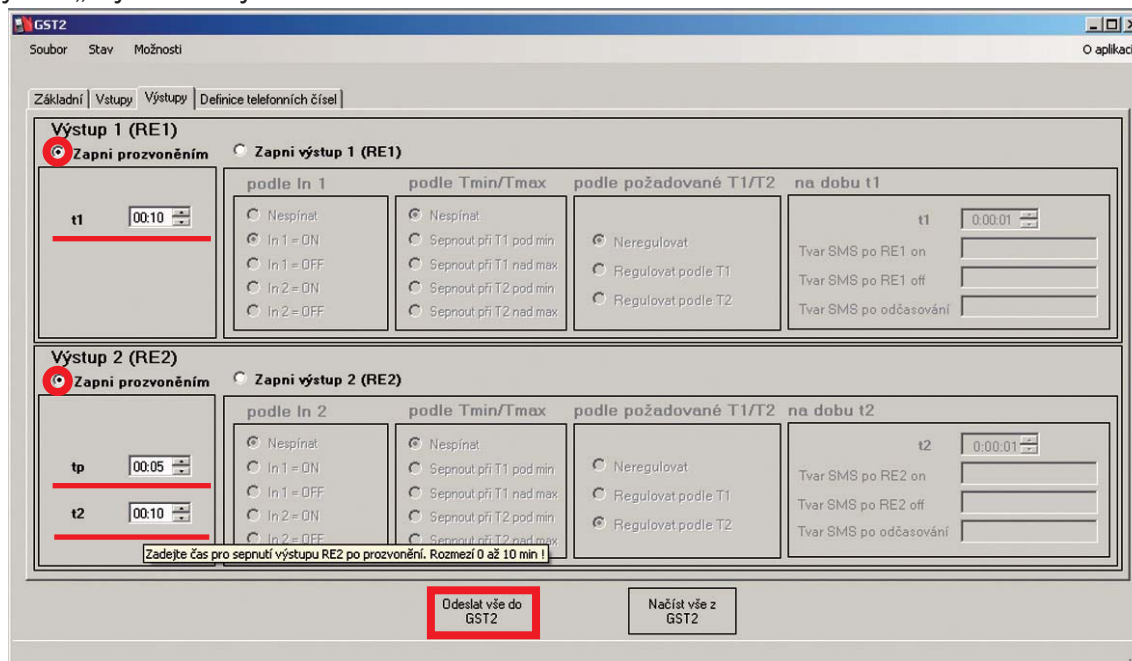 GST2
Soubor Stav Možnosti O aplikaci
Základní Vstupy Výstupy Definice telefonních čísel
Výstup 1 (RE1)
Zapni prozvoněním Zapni výstup 1 (RE1)
podle In 1 podle Tmin/Tmax podle požadované T1/T2 na dobu t1
t1 00:10 Nespínat Nespínat t1 0:00:01
In 1 = ON Sepnout při T1 pod min Neregulovat Tvar SMS po RE1 on
In 1 = OFF Sepnout při T1 nad max Regulovat podle T1 Tvar SMS po RE1 off
In 2 = ON Sepnout při T2 pod min Regulovat podle T2 Tvar SMS po odčasování
In 2 = OFF Sepnout při T2 nad max
Výstup 2 (RE2)
Zapni prozvoněním Zapni výstup 2 (RE2)
podle In 2 podle Tmin/Tmax podle požadované T1/T2 na dobu t2
Nespínat Nespínat t2 0:00:01
tp 00:05 In 1 = ON Sepnout při T1 pod min Neregulovat Tvar SMS po RE2 on
In 1 = OFF Sepnout při T1 nad max Regulovat podle T1 Tvar SMS po RE2 off
t2 00:10 In 2 = ON Sepnout při T2 pod min Regulovat podle T2 Tvar SMS po odčasování
In 2 = OFF Sepnout při T2 nad max
Zadejte čas pro sepnutí výstupu RE2 po prozvonění. Rozmezí 0 až 10 min !
Odeslat vše do Načíst vše z
GST2 GST2